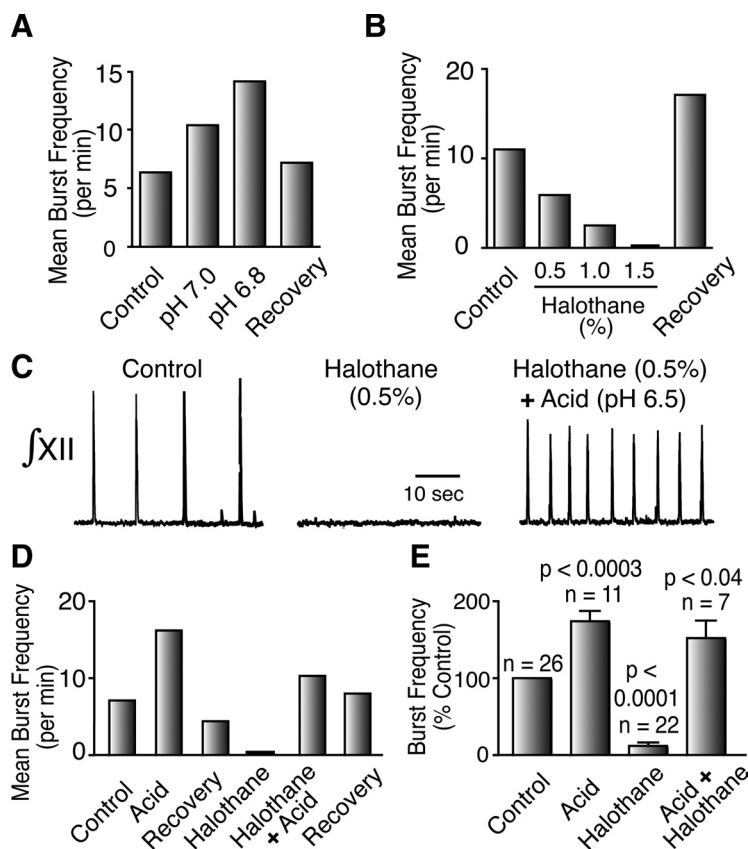 A
Mean Burst Frequency
(per min)
15
10
5
0
Control
pH 7.0
pH 6.8
Recovery
B
Mean Burst Frequency
(per min)
20
10
0
Control
0.5 1.0 1.5
Halothane
(%)
Recovery
C
Control
Halothane
(0.5%)
Halothane (0.5%)
+ Acid (pH 6.5)
∫XII
10 sec
D
Mean Burst Frequency
(per min)
20
10
0
Control
Acid
Recovery
Halothane
Halothane
+ Acid
Recovery
E
Burst Frequency
(% Control)
200
100
0
n = 26
p < 0.0003
n = 11
p <
0.0001
n = 22
p < 0.04
n = 7
Control
Acid
Halothane
Acid +
Halothane